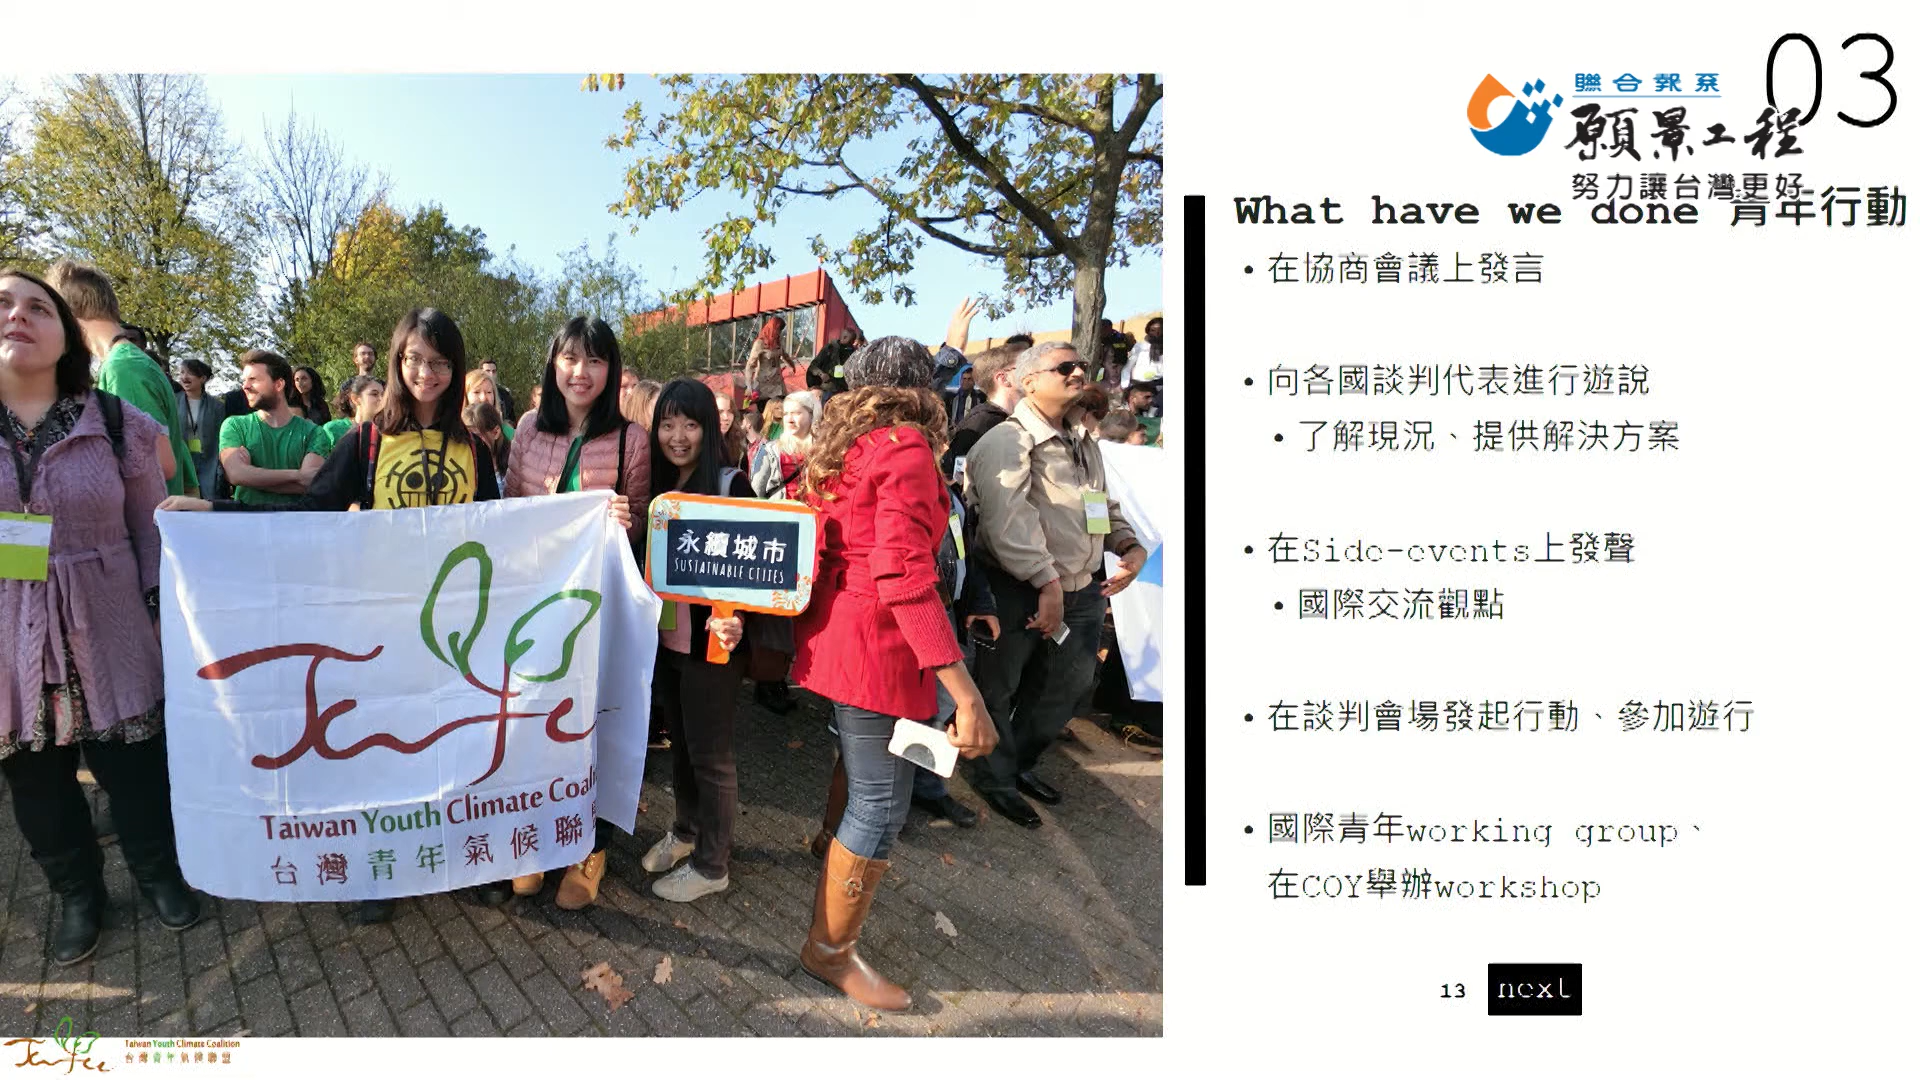 03
聯合報系
願景工程
努力讓台灣更好
What have we done 青年行動
• 在協商會議上發言
• 向各國談判代表進行遊說
• 了解現況、提供解決方案
• 在Side-events上發聲
• 國際交流觀點
• 在談判會場發起行動、參加遊行
• 國際青年working group、
在COY舉辦workshop
13
next
永續城市
SUSTAINABLE CITIES
Taiwan Youth Climate Coal
台灣青年氣候聯
Taiwan Youth Climate Coalition
台灣青年氣候聯盟